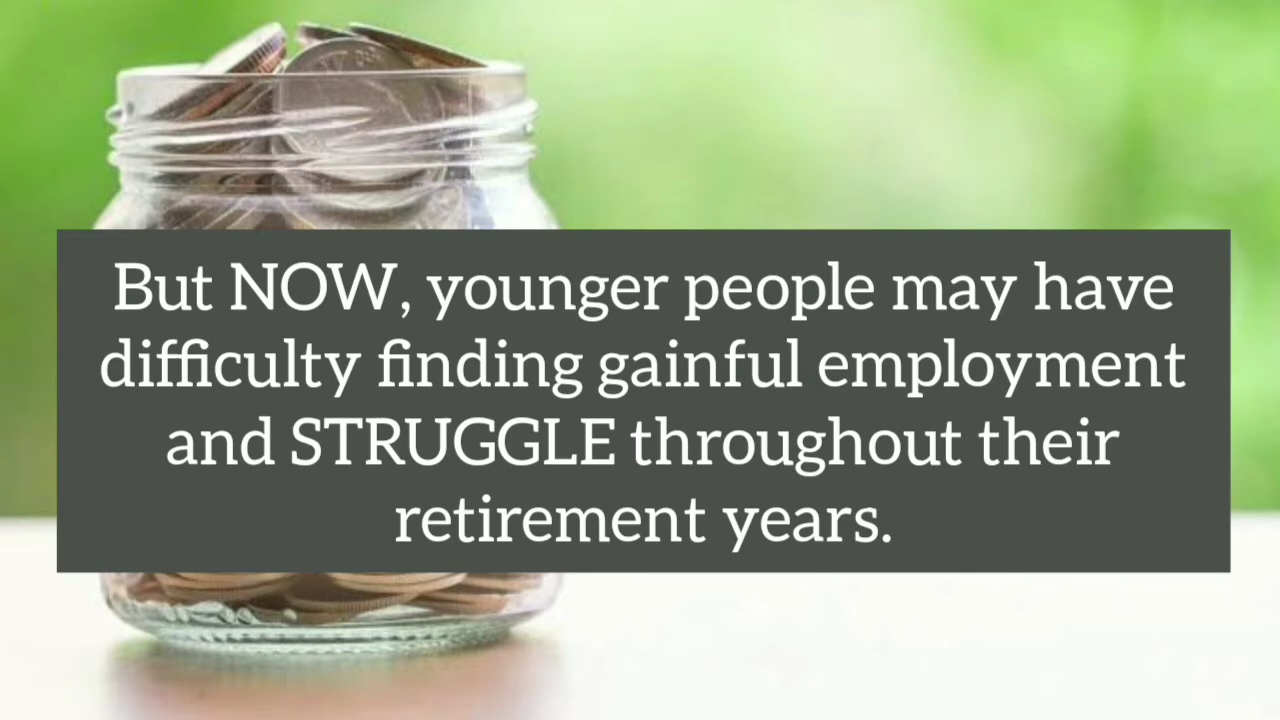 But NOW, younger people may have
difficulty finding gainful employment
and STRUGGLE throughout their
retirement years.